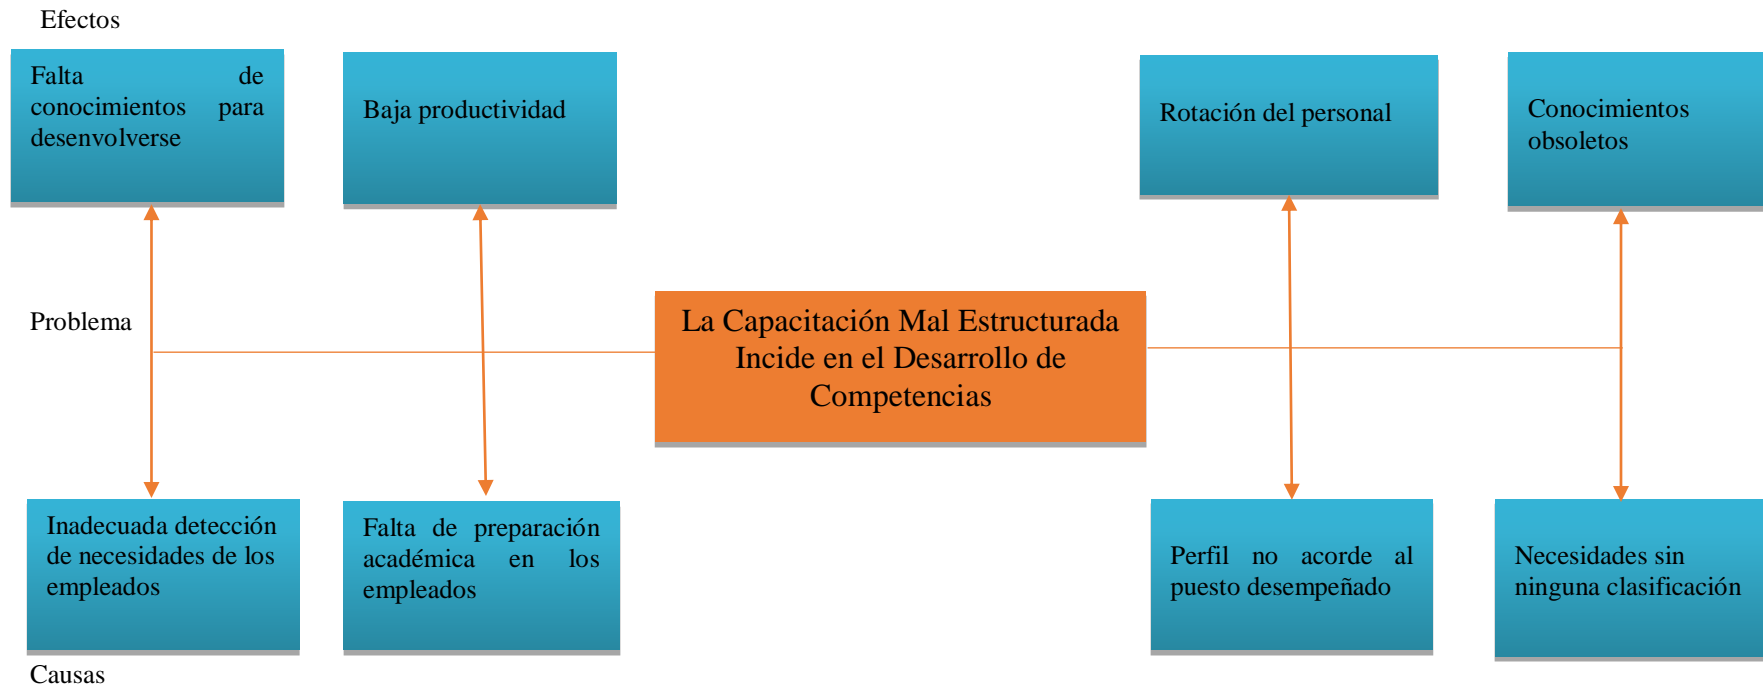 Efectos
Falta de
conocimientos para
desenvolverse
Baja productividad
Rotación del personal
Conocimientos
obsoletos
Problema
La Capacitación Mal Estructurada
Incide en el Desarrollo de
Competencias
Inadecuada detección
de necesidades de los
empleados
Falta de preparación
académica en los
empleados
Perfil no acorde al
puesto desempeñado
Necesidades sin
ninguna clasificación
Causas